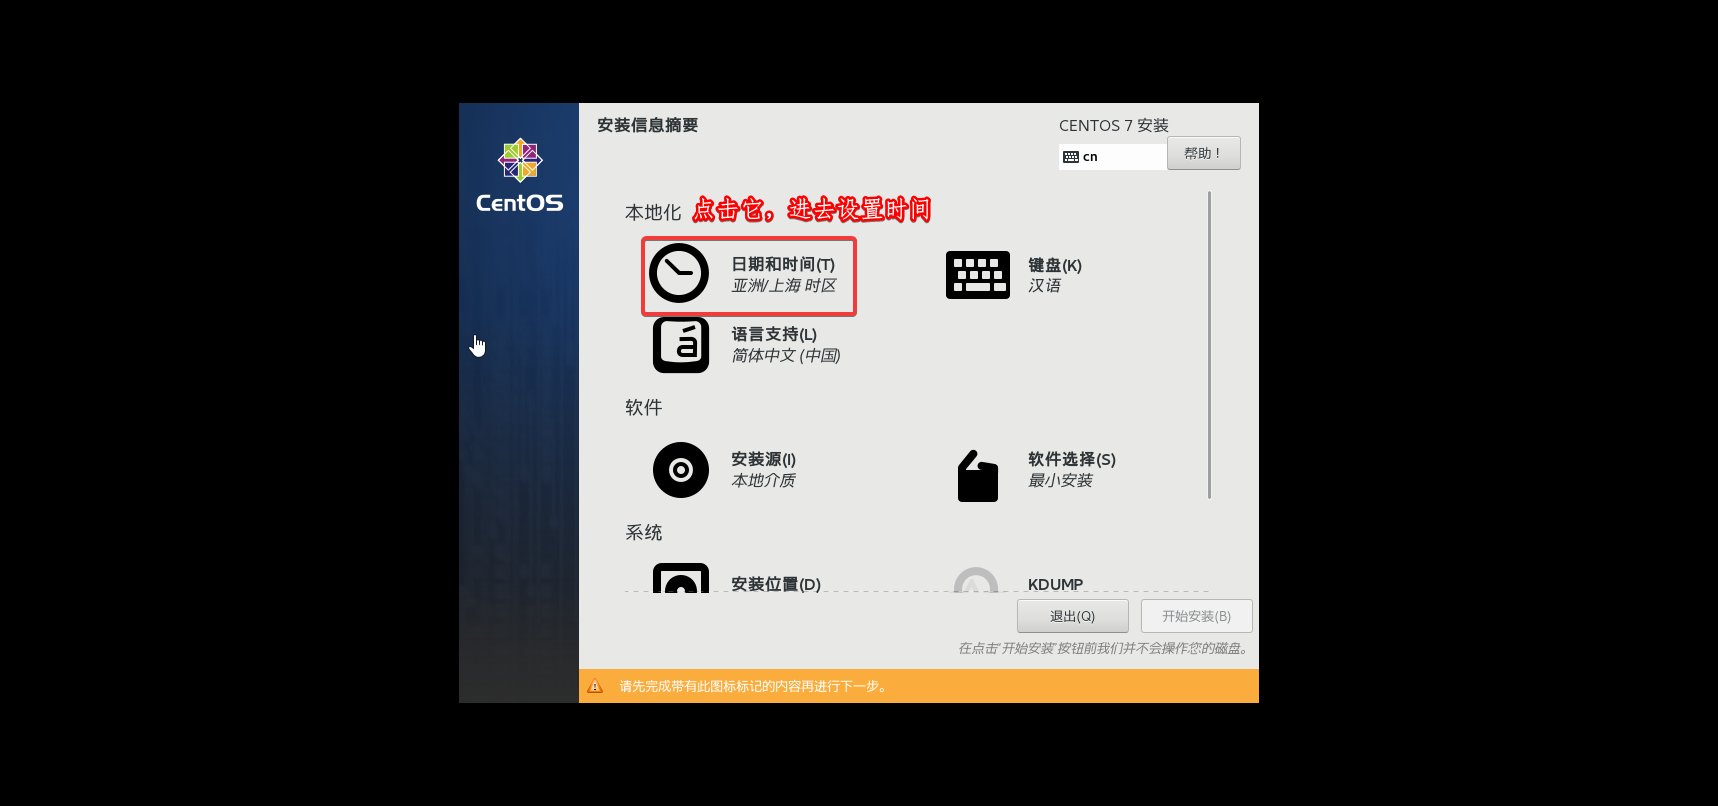 安装信息摘要
CENTOS 7 安装
cn
帮助！
CentOS
本地化
点击它，进去设置时间
日期和时间(T)
亚洲/上海 时区
键盘(K)
汉语
á
语言支持(L)
简体中文 (中国)
软件
安装源(I)
本地介质
软件选择(S)
最小安装
系统
安装位置(D)
KDUMP
退出(Q)
开始安装(B)
在点击“开始安装”按钮前我们并不会操作您的磁盘。
请先完成带有此图标标记的内容再进行下一步。